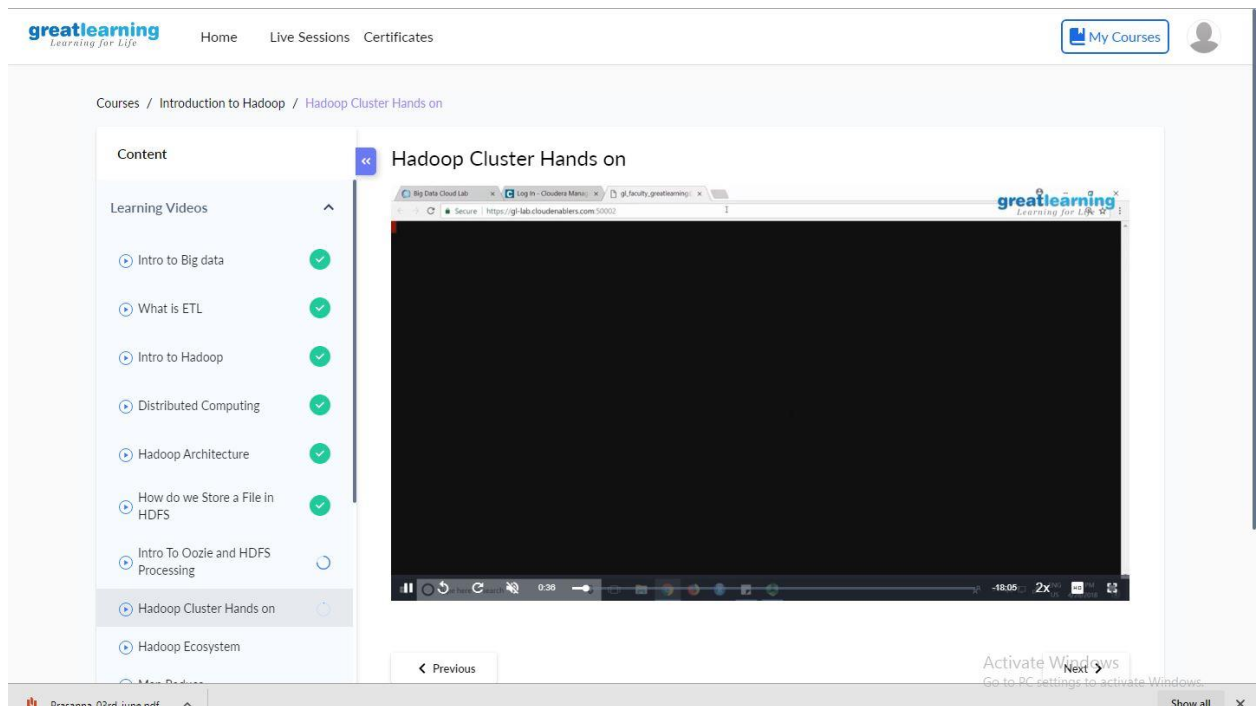 greatlearning
Learning for Life
Home Live Sessions Certificates
My Courses
Courses / Introduction to Hadoop / Hadoop Cluster Hands on
Content
Learning Videos
Intro to Big data
What is ETL
Intro to Hadoop
Distributed Computing
Hadoop Architecture
How do we Store a File in
HDFS
Intro To Oozie and HDFS
Processing
Hadoop Cluster Hands on
Hadoop Ecosystem
Hadoop Cluster Hands on
Big Data Cloud Lab
Log In - Cloudera Manag
gl_faculty_greatlearning
Secure https://gl-lab.cloudenablers.com:50002
greatlearning
Learning for Life
0:36
-18:05 2x
Previous
Next
Activate Windows
Go to PC settings to activate Windows.
Prasanna_03rd_june.pdf
Show all